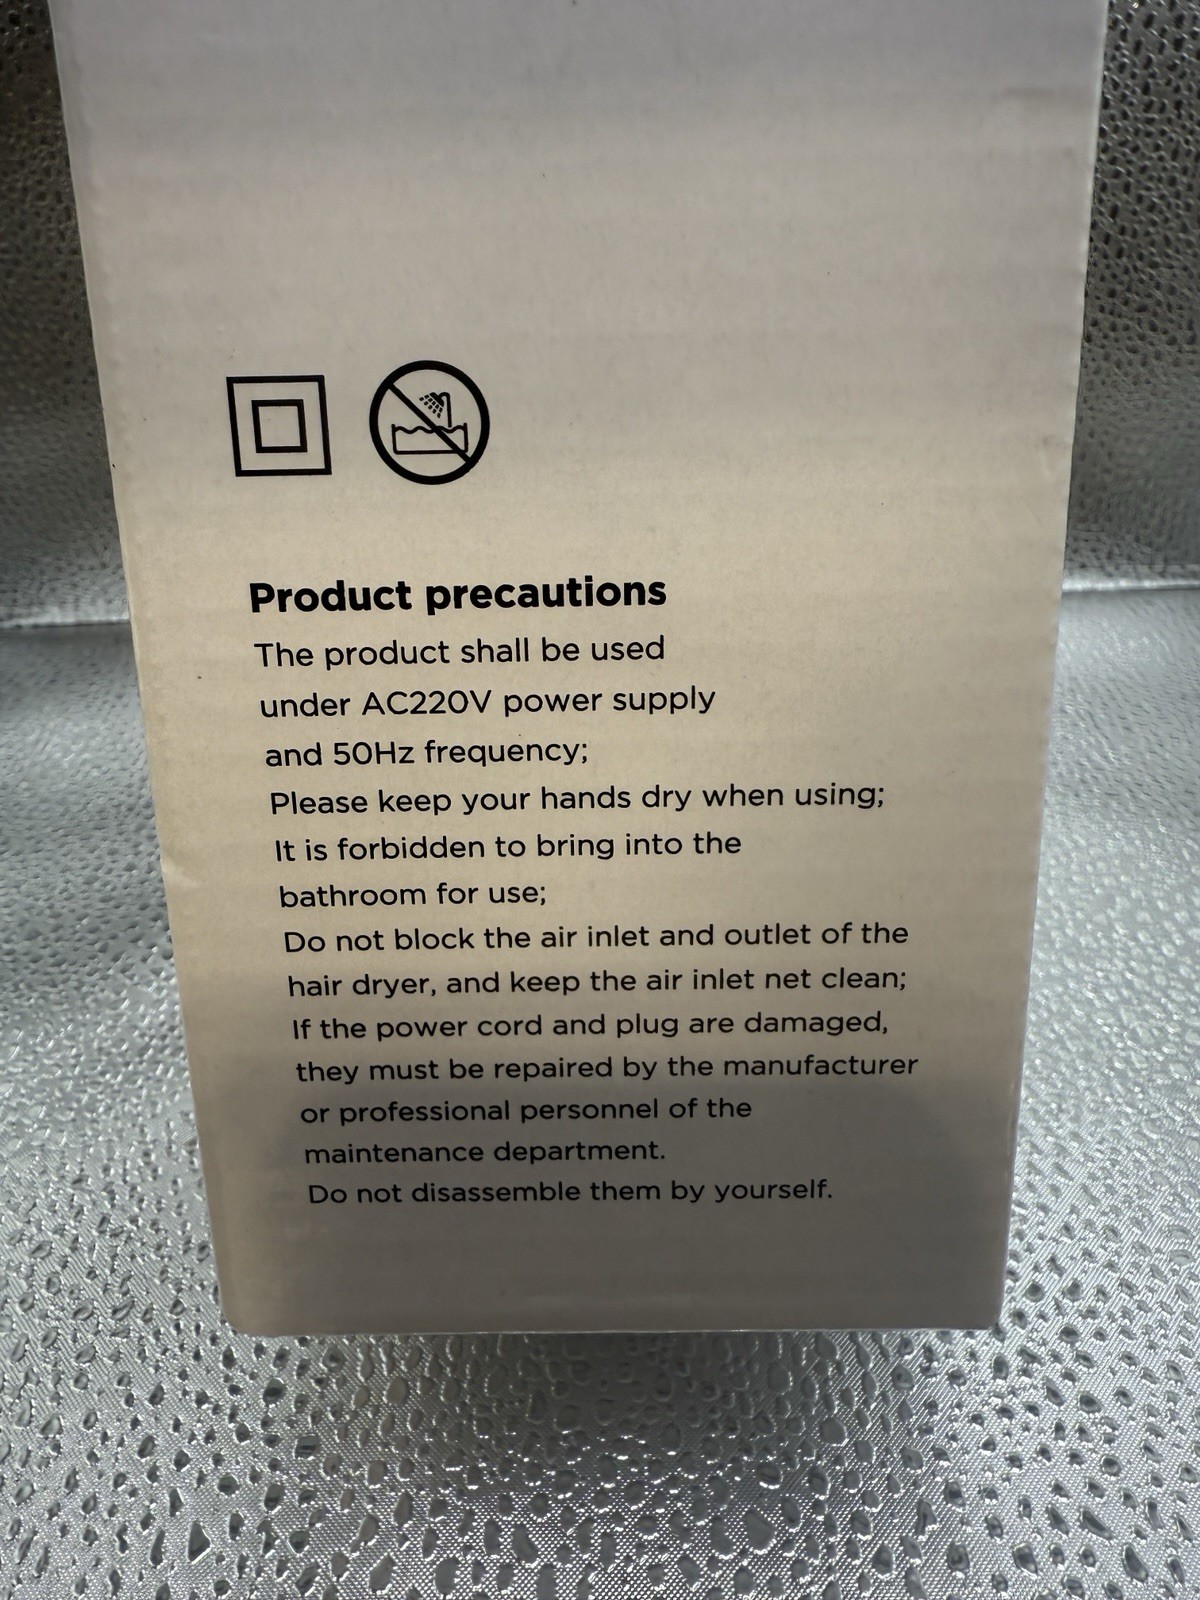 Product precautions
The product shall be used
under AC220V power supply
and 50Hz frequency;
Please keep your hands dry when using;
It is forbidden to bring into the
bathroom for use;
Do not block the air inlet and outlet of the
hair dryer, and keep the air inlet net clean;
If the power cord and plug are damaged,
they must be repaired by the manufacturer
or professional personnel of the
maintenance department.
Do not disassemble them by yourself.